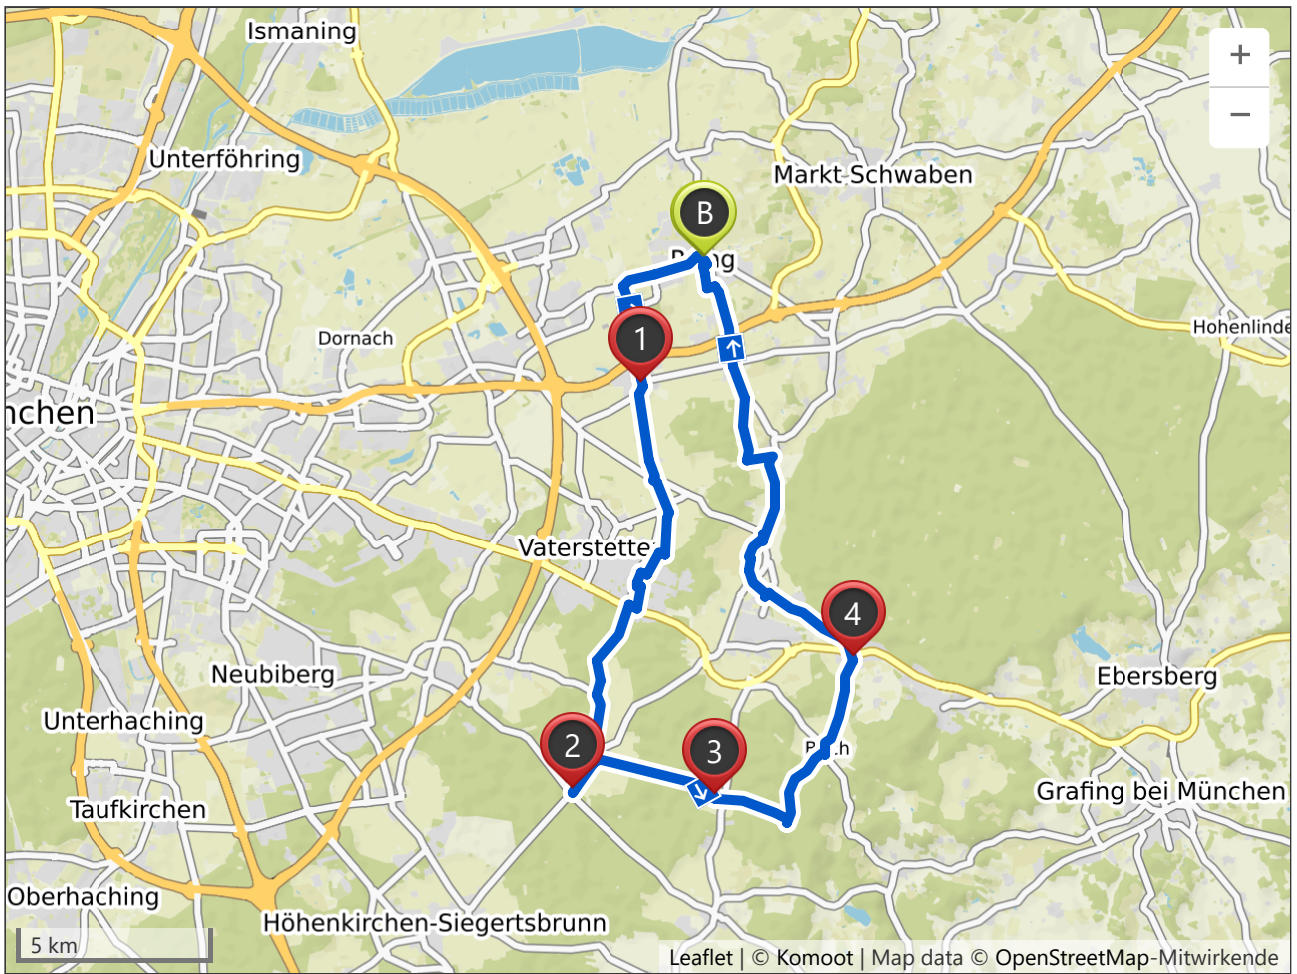 Ismaning
Unterföhring
Markt Schwaben
+
−
B
1
Dornach
Hohenlinde
nchen
Vaterstette
4
Neubiberg
Ebersberg
Unterhaching
2
3
Taufkirchen
Grafing bei München
Oberhaching
Höhenkirchen-Siegertsbrunn
5 km
Leaflet | © Komoot | Map data © OpenStreetMap-Mitwirkende